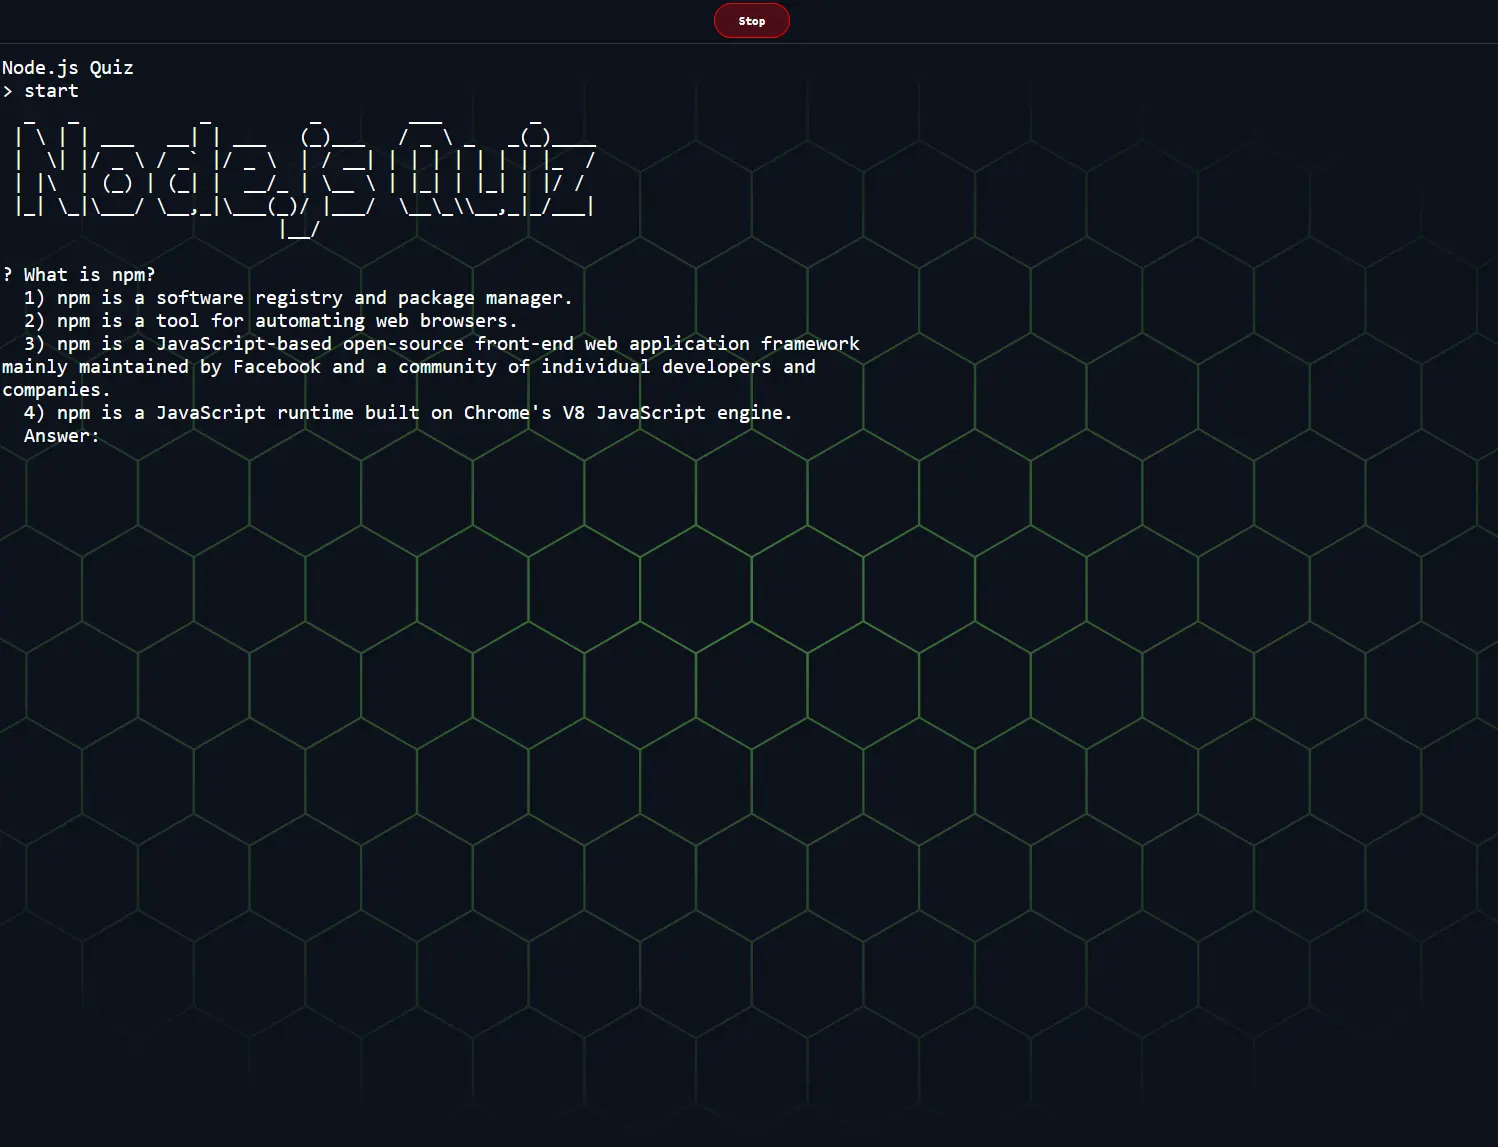 Stop
Node.js Quiz
> start
Node.js Quiz
? What is npm?
1) npm is a software registry and package manager.
2) npm is a tool for automating web browsers.
3) npm is a JavaScript-based open-source front-end web application framework
mainly maintained by Facebook and a community of individual developers and
companies.
4) npm is a JavaScript runtime built on Chrome's V8 JavaScript engine.
Answer: